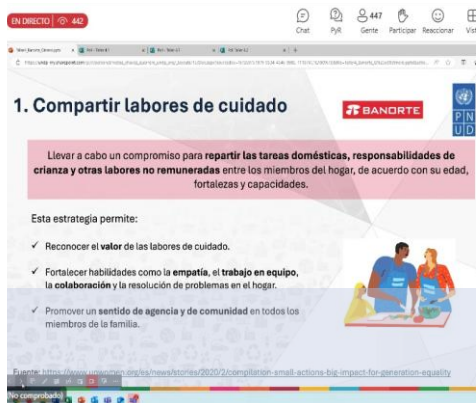 EN DIRECTO 442
Chat
PyR
447
Gente
Participar
Reaccionar
1. Compartir labores de cuidado
BANORTE
P N
U D
Llevar a cabo un compromiso para repartir las tareas domésticas, responsabilidades de
crianza y otras labores no remuneradas entre los miembros del hogar, de acuerdo con su edad,
fortalezas y capacidades.
Esta estrategia permite:
✓ Reconocer el valor de las labores de cuidado.
✓ Fortalecer habilidades como la empatía, el trabajo en equipo,
la colaboración y la resolución de problemas en el hogar.
✓ Promover un sentido de agencia y de comunidad en todos los
miembros de la familia.
Fuente: https://www.unwomen.org/es/news/stories/2020/2/compilation-small-actions-big-impact-for-generation-equality
No comprobado